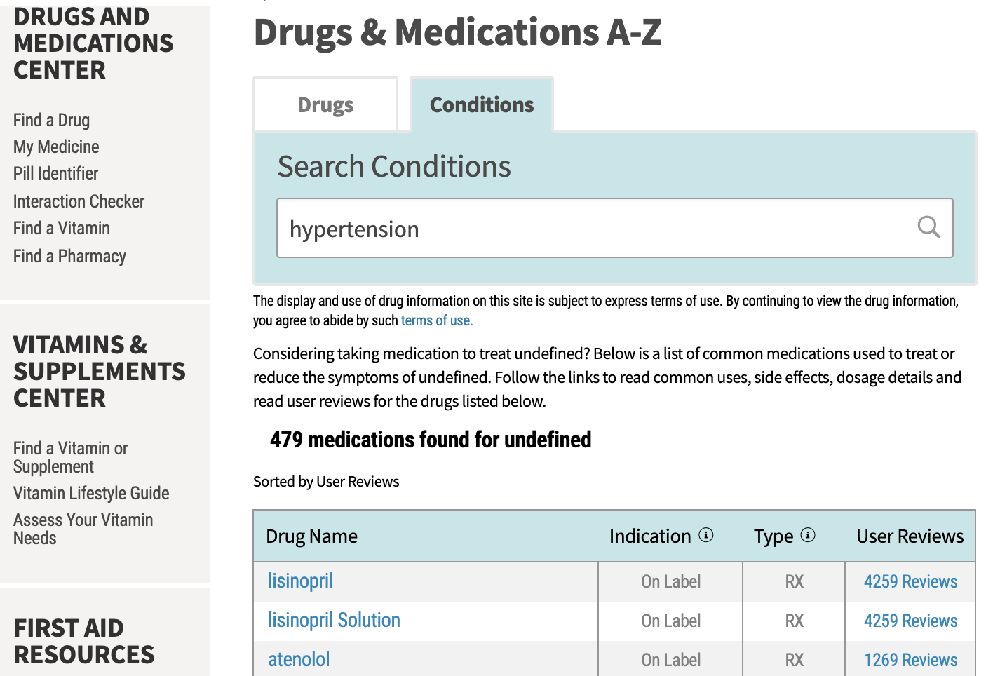 DRUGS AND
MEDICATIONS
CENTER
Find a Drug
My Medicine
Pill Identifier
Interaction Checker
Find a Vitamin
Find a Pharmacy
VITAMINS &
SUPPLEMENTS
CENTER
Find a Vitamin or
Supplement
Vitamin Lifestyle Guide
Assess Your Vitamin
Needs
FIRST AID
RESOURCES
Drugs & Medications A-Z
Drugs
Conditions
Search Conditions
hypertension
The display and use of drug information on this site is subject to express terms of use. By continuing to view the drug information,
you agree to abide by such terms of use.
Considering taking medication to treat undefined? Below is a list of common medications used to treat or
reduce the symptoms of undefined. Follow the links to read common uses, side effects, dosage details and
read user reviews for the drugs listed below.
479 medications found for undefined
Sorted by User Reviews
Drug Name Indication Type User Reviews
lisinopril On Label RX 4259 Reviews
lisinopril Solution On Label RX 4259 Reviews
atenolol On Label RX 1269 Reviews